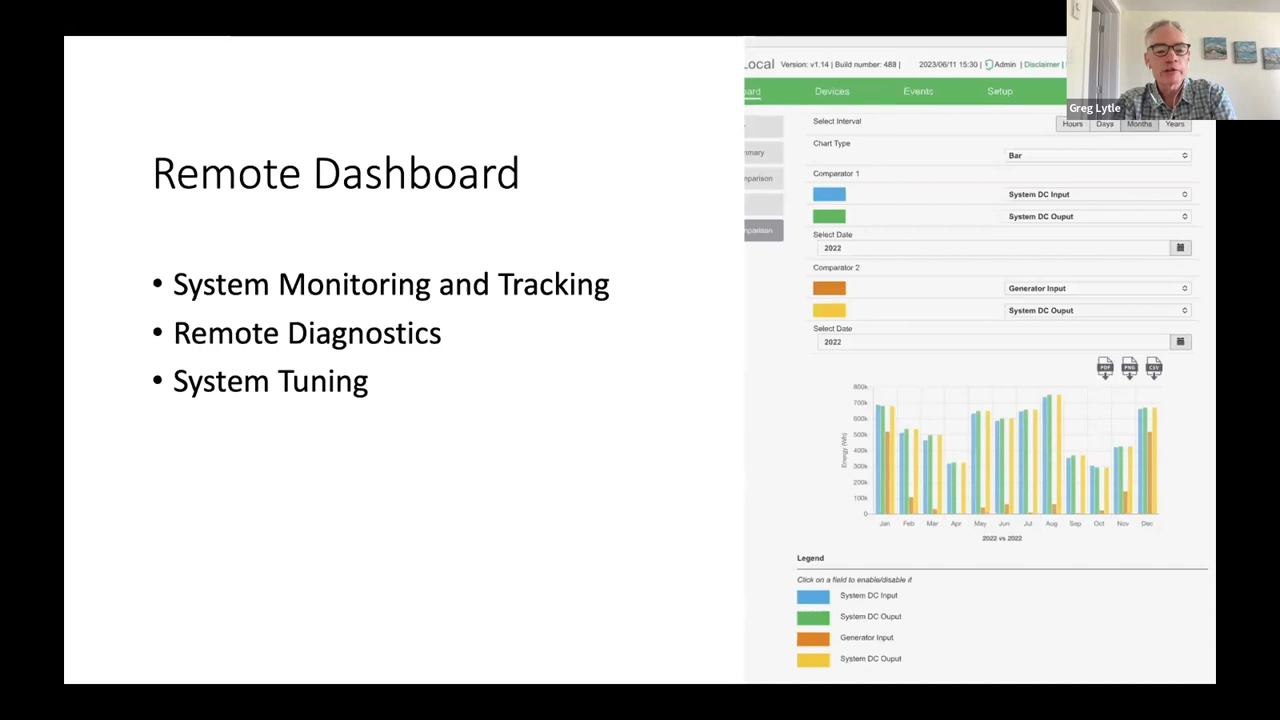 Remote Dashboard
• System Monitoring and Tracking
• Remote Diagnostics
• System Tuning
Local Version: v1.14 | Build number: 488 | 2023/06/11 15:30 | Admin | Disclaimer |
Greg Lytle
Devices Events Setup
Select Interval
Hours Days Months Years
Chart Type
Bar
Comparator 1
System DC Input
System DC Ouput
Select Date
2022
Comparator 2
Generator Input
System DC Ouput
Select Date
2022
PDF PNG CSV
800k
700k
600k
500k
400k
300k
200k
100k
0
Energy (Wh)
Jan Feb Mar Apr May Jun Jul Aug Sep Oct Nov Dec
2022 vs 2022
Legend
Click on a field to enable/disable it
System DC Input
System DC Ouput
Generator Input
System DC Ouput